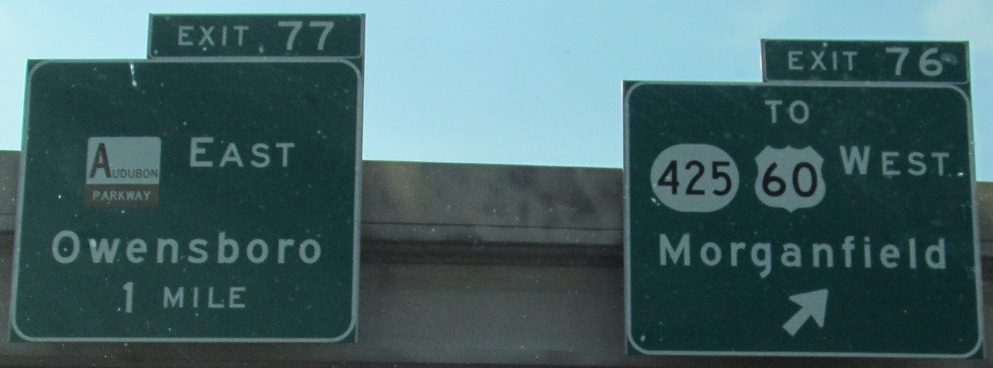 EXIT 77
AUDUBON
PARKWAY
EAST
Owensboro
1 MILE
EXIT 76
TO
425 60 WEST
Morganfield